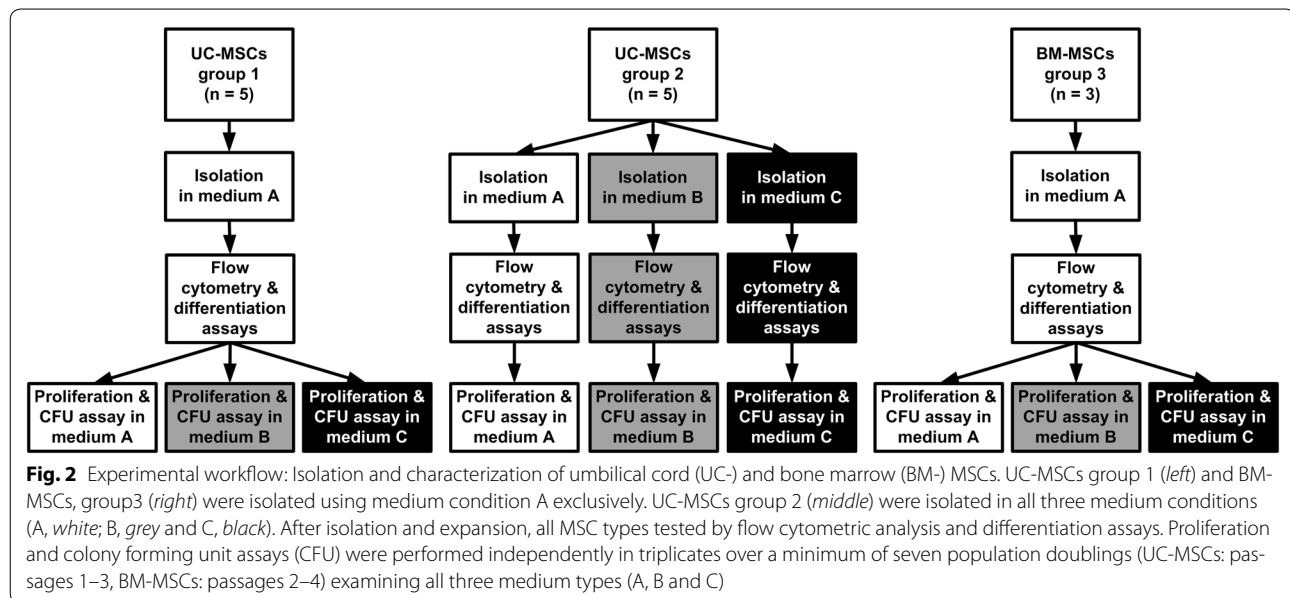 UC-MSCs
group 1
(n = 5)
UC-MSCs
group 2
(n = 5)
BM-MSCs
group 3
(n = 3)
Isolation
in medium A
Isolation
in medium A
Isolation
in medium B
Isolation
in medium C
Isolation
in medium A
Flow
cytometry &
differentiation
assays
Flow
cytometry &
differentiation
assays
Flow
cytometry &
differentiation
assays
Flow
cytometry &
differentiation
assays
Flow
cytometry &
differentiation
assays
Proliferation &
CFU assay in
medium A
Proliferation &
CFU assay in
medium B
Proliferation &
CFU assay in
medium C
Proliferation &
CFU assay in
medium A
Proliferation &
CFU assay in
medium B
Proliferation &
CFU assay in
medium C
Proliferation &
CFU assay in
medium A
Proliferation &
CFU assay in
medium B
Proliferation &
CFU assay in
medium C
Fig. 2 Experimental workflow: Isolation and characterization of umbilical cord (UC-) and bone marrow (BM-) MSCs. UC-MSCs group 1 (left) and BM-
MSCs, group3 (right) were isolated using medium condition A exclusively. UC-MSCs group 2 (middle) were isolated in all three medium conditions
(A, white; B, grey and C, black). After isolation and expansion, all MSC types tested by flow cytometric analysis and differentiation assays. Proliferation
and colony forming unit assays (CFU) were performed independently in triplicates over a minimum of seven population doublings (UC-MSCs: pas-
sages 1–3, BM-MSCs: passages 2–4) examining all three medium types (A, B and C)